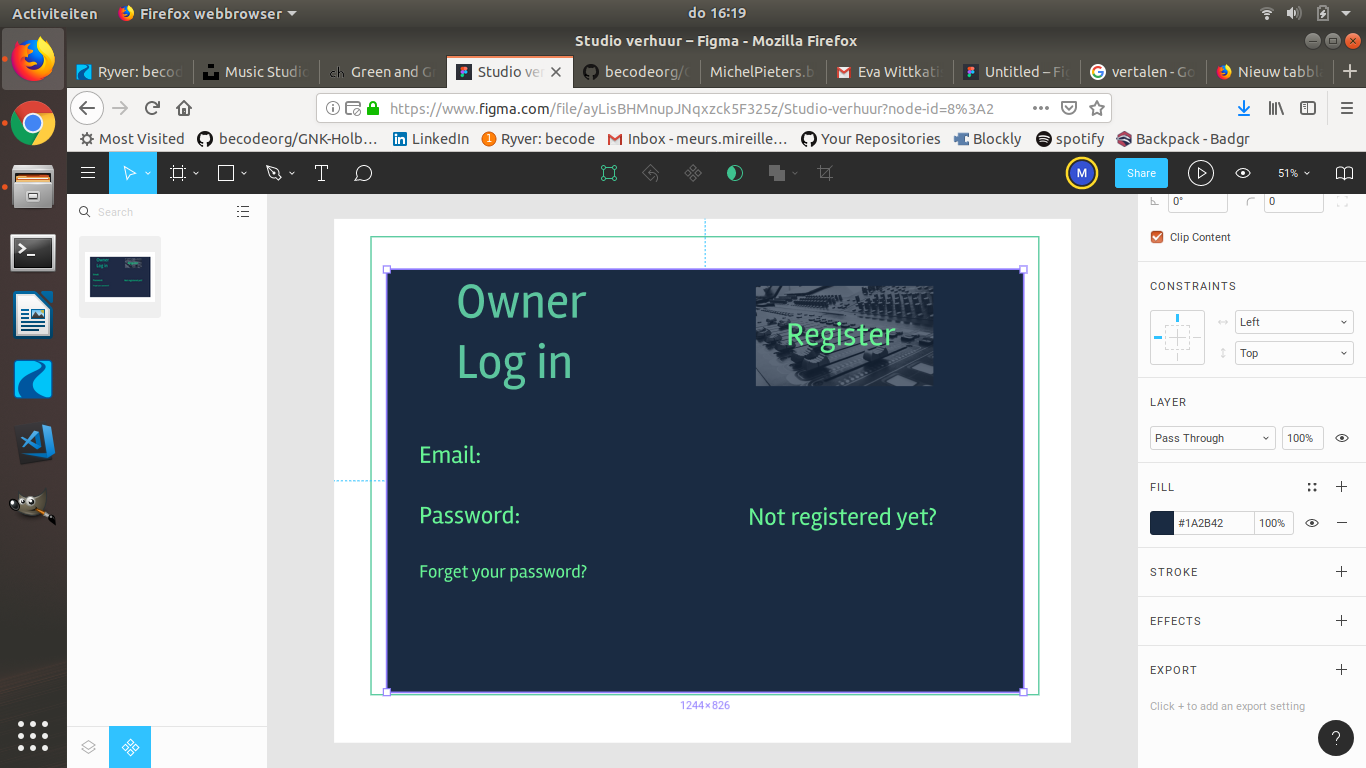 Activiteiten
Firefox webbrowser
do 16:19
Studio verhuur – Figma - Mozilla Firefox
Ryver: becod
Music Studio
Green and G
Studio ver
becodeorg/G
MichelPieters.b
Eva Wittkati
Untitled – Fig
vertalen - Go
Nieuw tabbl
https://www.figma.com/file/ayLisBHMnupJNqxzck5F325z/Studio-verhuur?node-id=8%3A2
Most Visited
becodeorg/GNK-Holb…
LinkedIn
Ryver: becode
Inbox - meurs.mireille…
Your Repositories
Blockly
spotify
Backpack - Badgr
M
Share
51%
Search
0°
0
Clip Content
CONSTRAINTS
Left
Top
LAYER
Pass Through
100%
FILL
#1A2B42
100%
STROKE
EFFECTS
EXPORT
Click + to add an export setting
?
Owner
Log in
Register
Email:
Password:
Not registered yet?
Forget your password?
1244×826